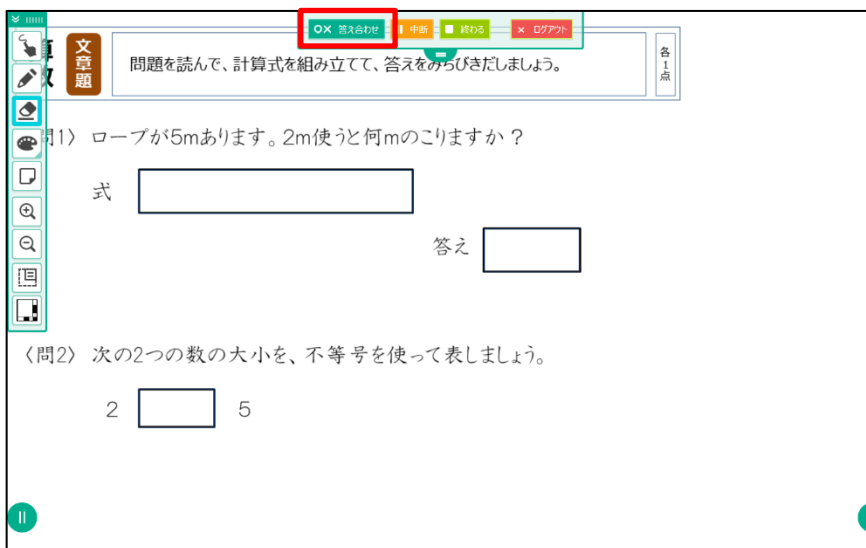 OX 答え合わせ
中断
終わる
× ログアウト
算数
文章題
問題を読んで、計算式を組み立てて、答えをみちびきだしましょう。
各1点
問1〉 ロープが5mあります。2m使うと何mのこりますか？
式
答え
〈問2〉 次の2つの数の大小を、不等号を使って表しましょう。
2
5